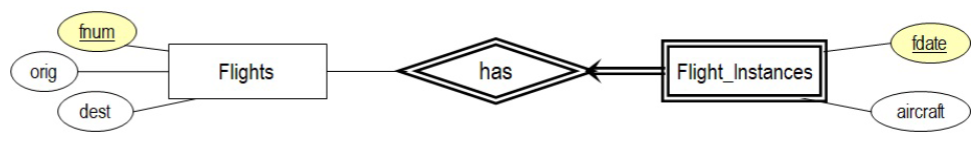 fnum
orig
Flights
dest
has
Flight_Instances
fdate
aircraft